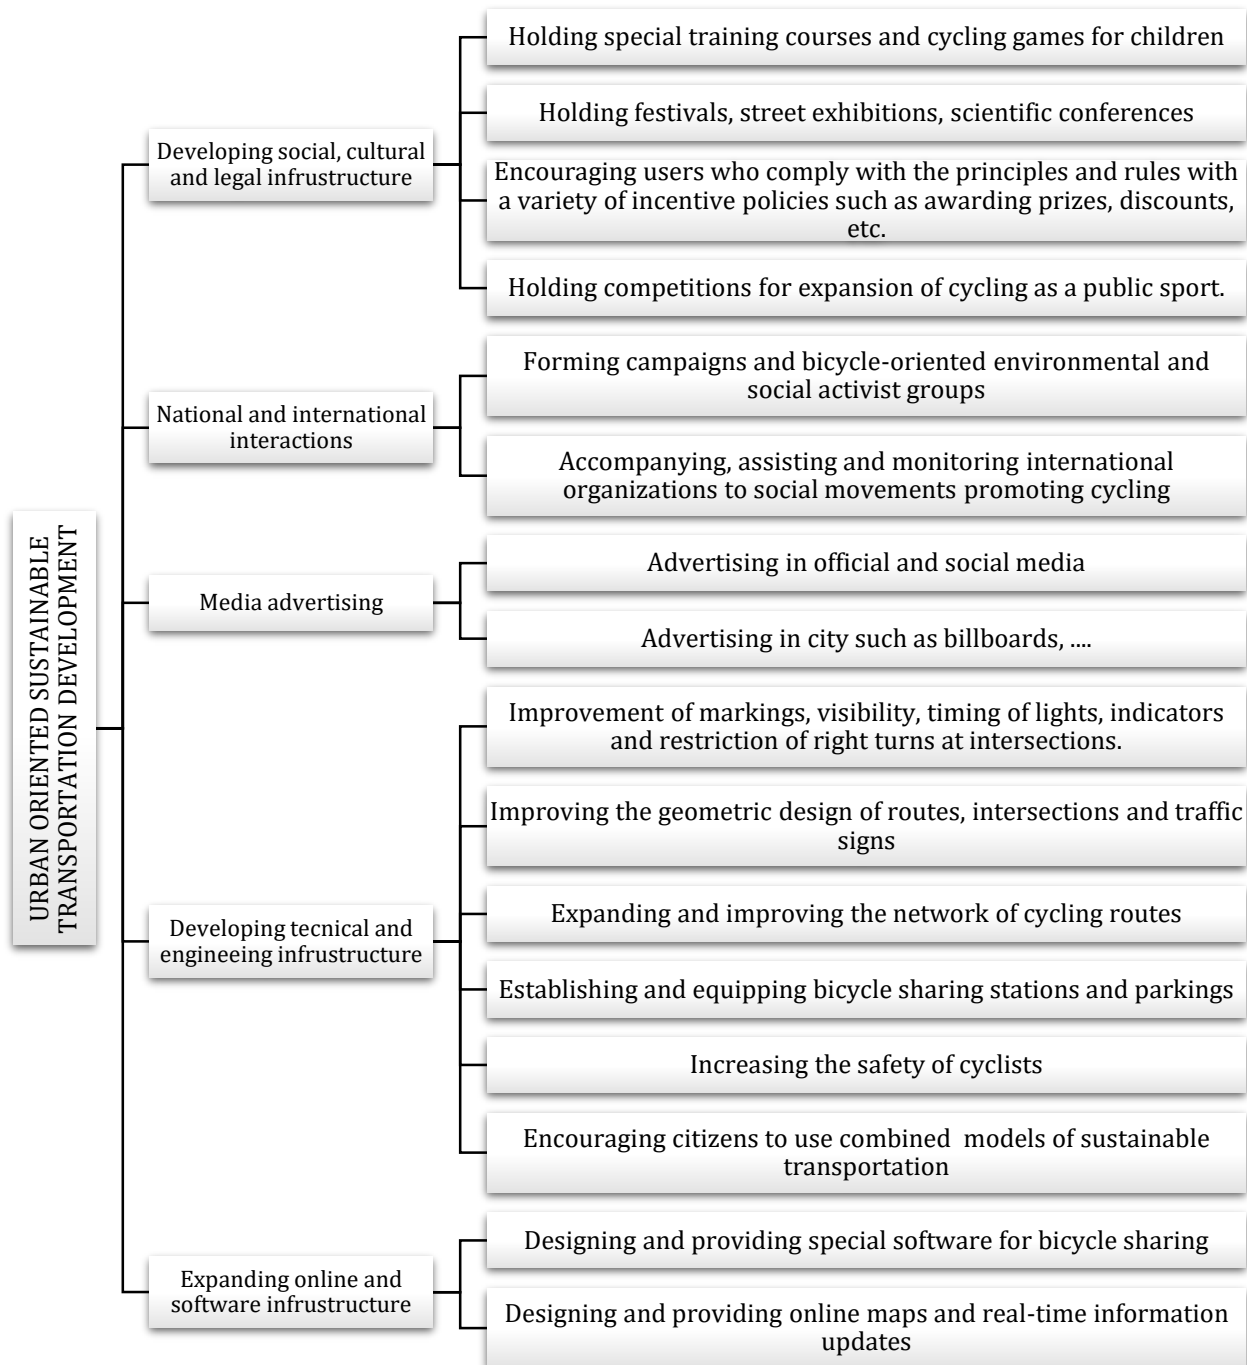 Holding special training courses and cycling games for children
Holding festivals, street exhibitions, scientific conferences
Developing social, cultural
and legal infrustructure
Encouraging users who comply with the principles and rules with
a variety of incentive policies such as awarding prizes, discounts,
etc.
Holding competitions for expansion of cycling as a public sport.
Forming campaigns and bicycle-oriented environmental and
social activist groups
National and international
interactions
Accompanying, assisting and monitoring international
organizations to social movements promoting cycling
URBAN ORIENTED SUSTAINABLE
TRANSPORTATION DEVELOPMENT
Advertising in official and social media
Media advertising
Advertising in city such as billboards, ....
Improvement of markings, visibility, timing of lights, indicators
and restriction of right turns at intersections.
Improving the geometric design of routes, intersections and traffic
signs
Expanding and improving the network of cycling routes
Developing tecnical and
engineeing infrustructure
Establishing and equipping bicycle sharing stations and parkings
Increasing the safety of cyclists
Encouraging citizens to use combined  models of sustainable
transportation
Designing and providing special software for bicycle sharing
Expanding online and
software infrustructure
Designing and providing online maps and real-time information
updates